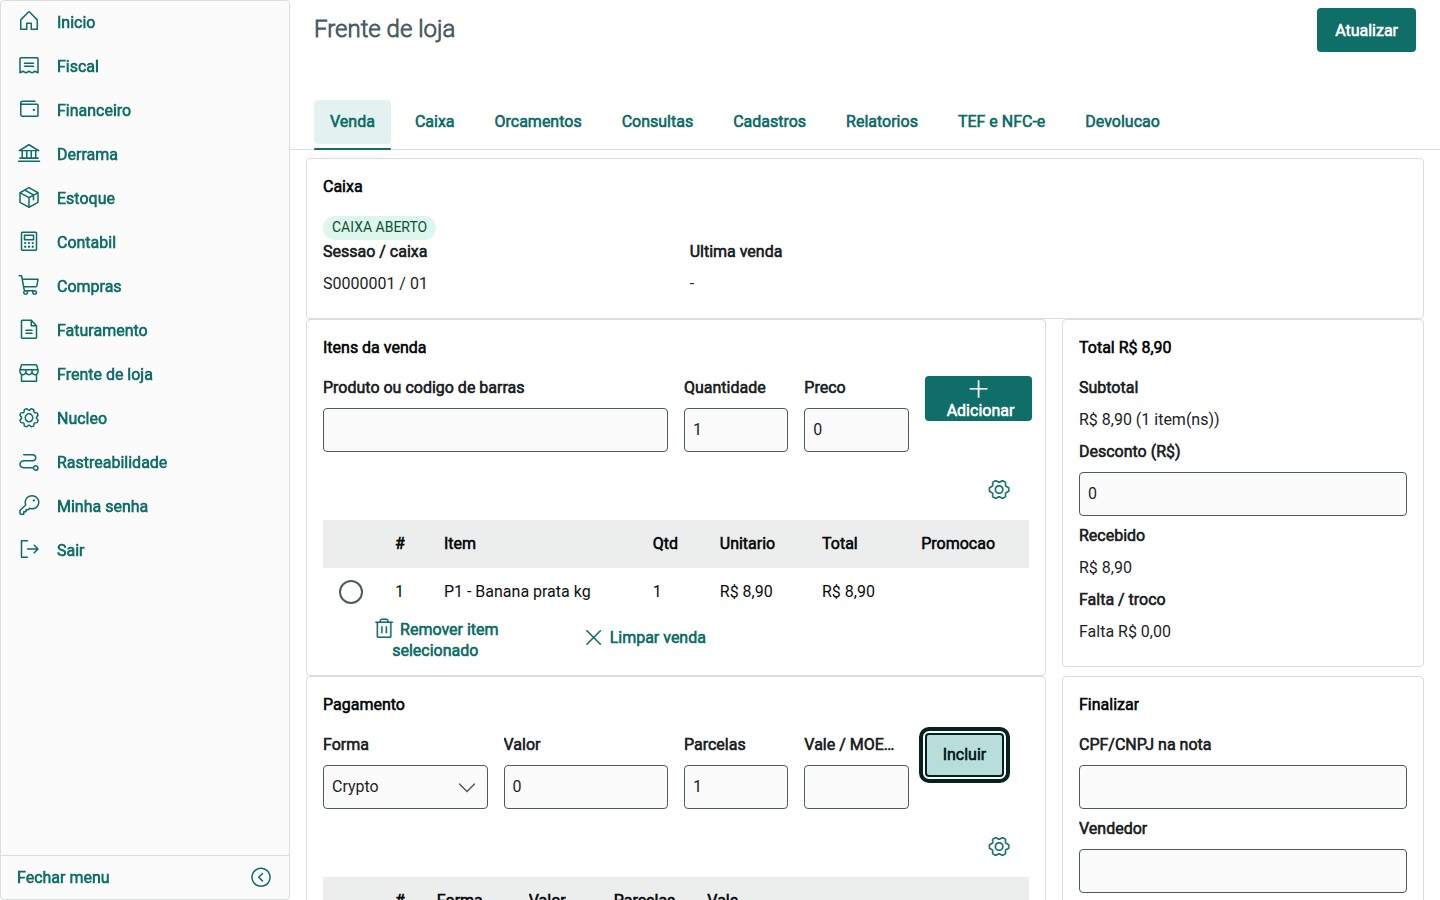 Inicio
Fiscal
Financeiro
Derrama
Estoque
Contabil
Compras
Faturamento
Frente de loja
Nucleo
Rastreabilidade
Minha senha
Sair
Fechar menu
Frente de loja
Atualizar
Venda Caixa Orcamentos Consultas Cadastros Relatorios TEF e NFC-e Devolucao
Caixa
CAIXA ABERTO
Sessao / caixa Ultima venda
S0000001 / 01 -
Itens da venda
Produto ou codigo de barras Quantidade Preco
1 0
Adicionar
# Item Qtd Unitario Total Promocao
1 P1 - Banana prata kg 1 R$ 8,90 R$ 8,90
Remover item
selecionado
Limpar venda
Total R$ 8,90
Subtotal
R$ 8,90 (1 item(ns))
Desconto (R$)
0
Recebido
R$ 8,90
Falta / troco
Falta R$ 0,00
Pagamento
Forma Valor Parcelas Vale / MOE...
Crypto 0 1
Incluir
# Forma Valor Parcelas Vale
Finalizar
CPF/CNPJ na nota
Vendedor